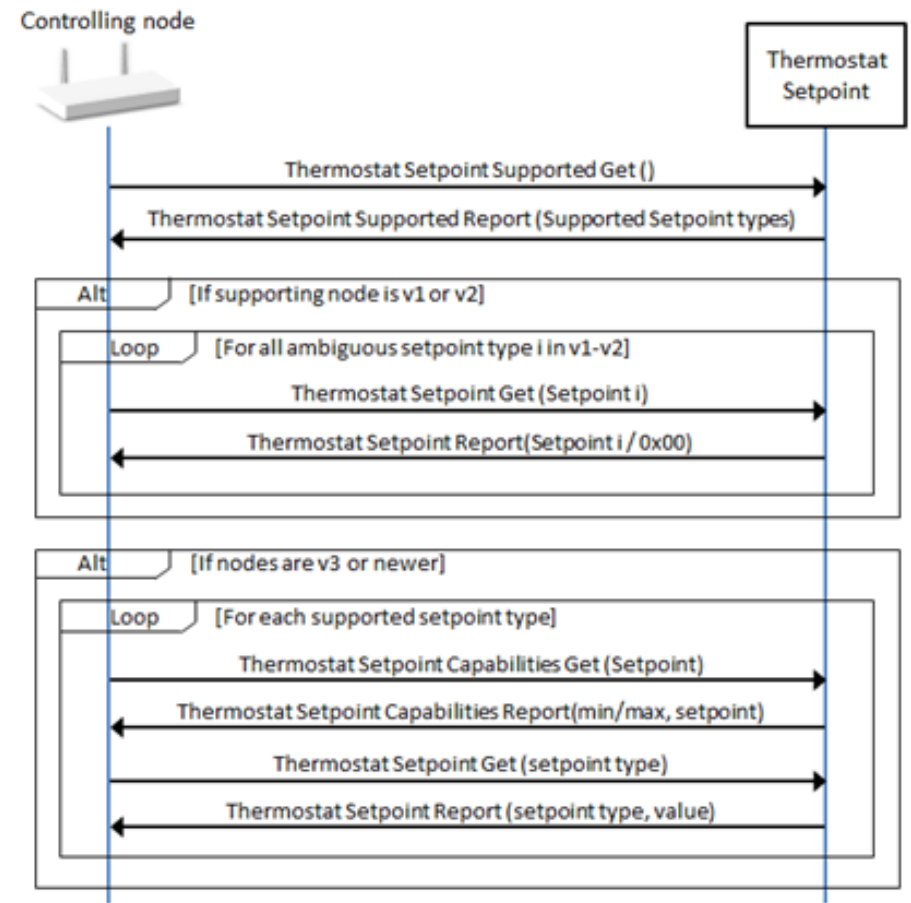 Controlling node
Thermostat
Setpoint
Thermostat Setpoint Supported Get ()
Thermostat Setpoint Supported Report (Supported Setpoint types)
Alt [If supporting node is v1 or v2]
Loop [For all ambiguous setpoint type i in v1-v2]
Thermostat Setpoint Get (Setpoint i)
Thermostat Setpoint Report(Setpoint i / 0x00)
Alt [If nodes are v3 or newer]
Loop [For each supported setpoint type]
Thermostat Setpoint Capabilities Get (Setpoint)
Thermostat Setpoint Capabilities Report(min/max, setpoint)
Thermostat Setpoint Get (setpoint type)
Thermostat Setpoint Report (setpoint type, value)